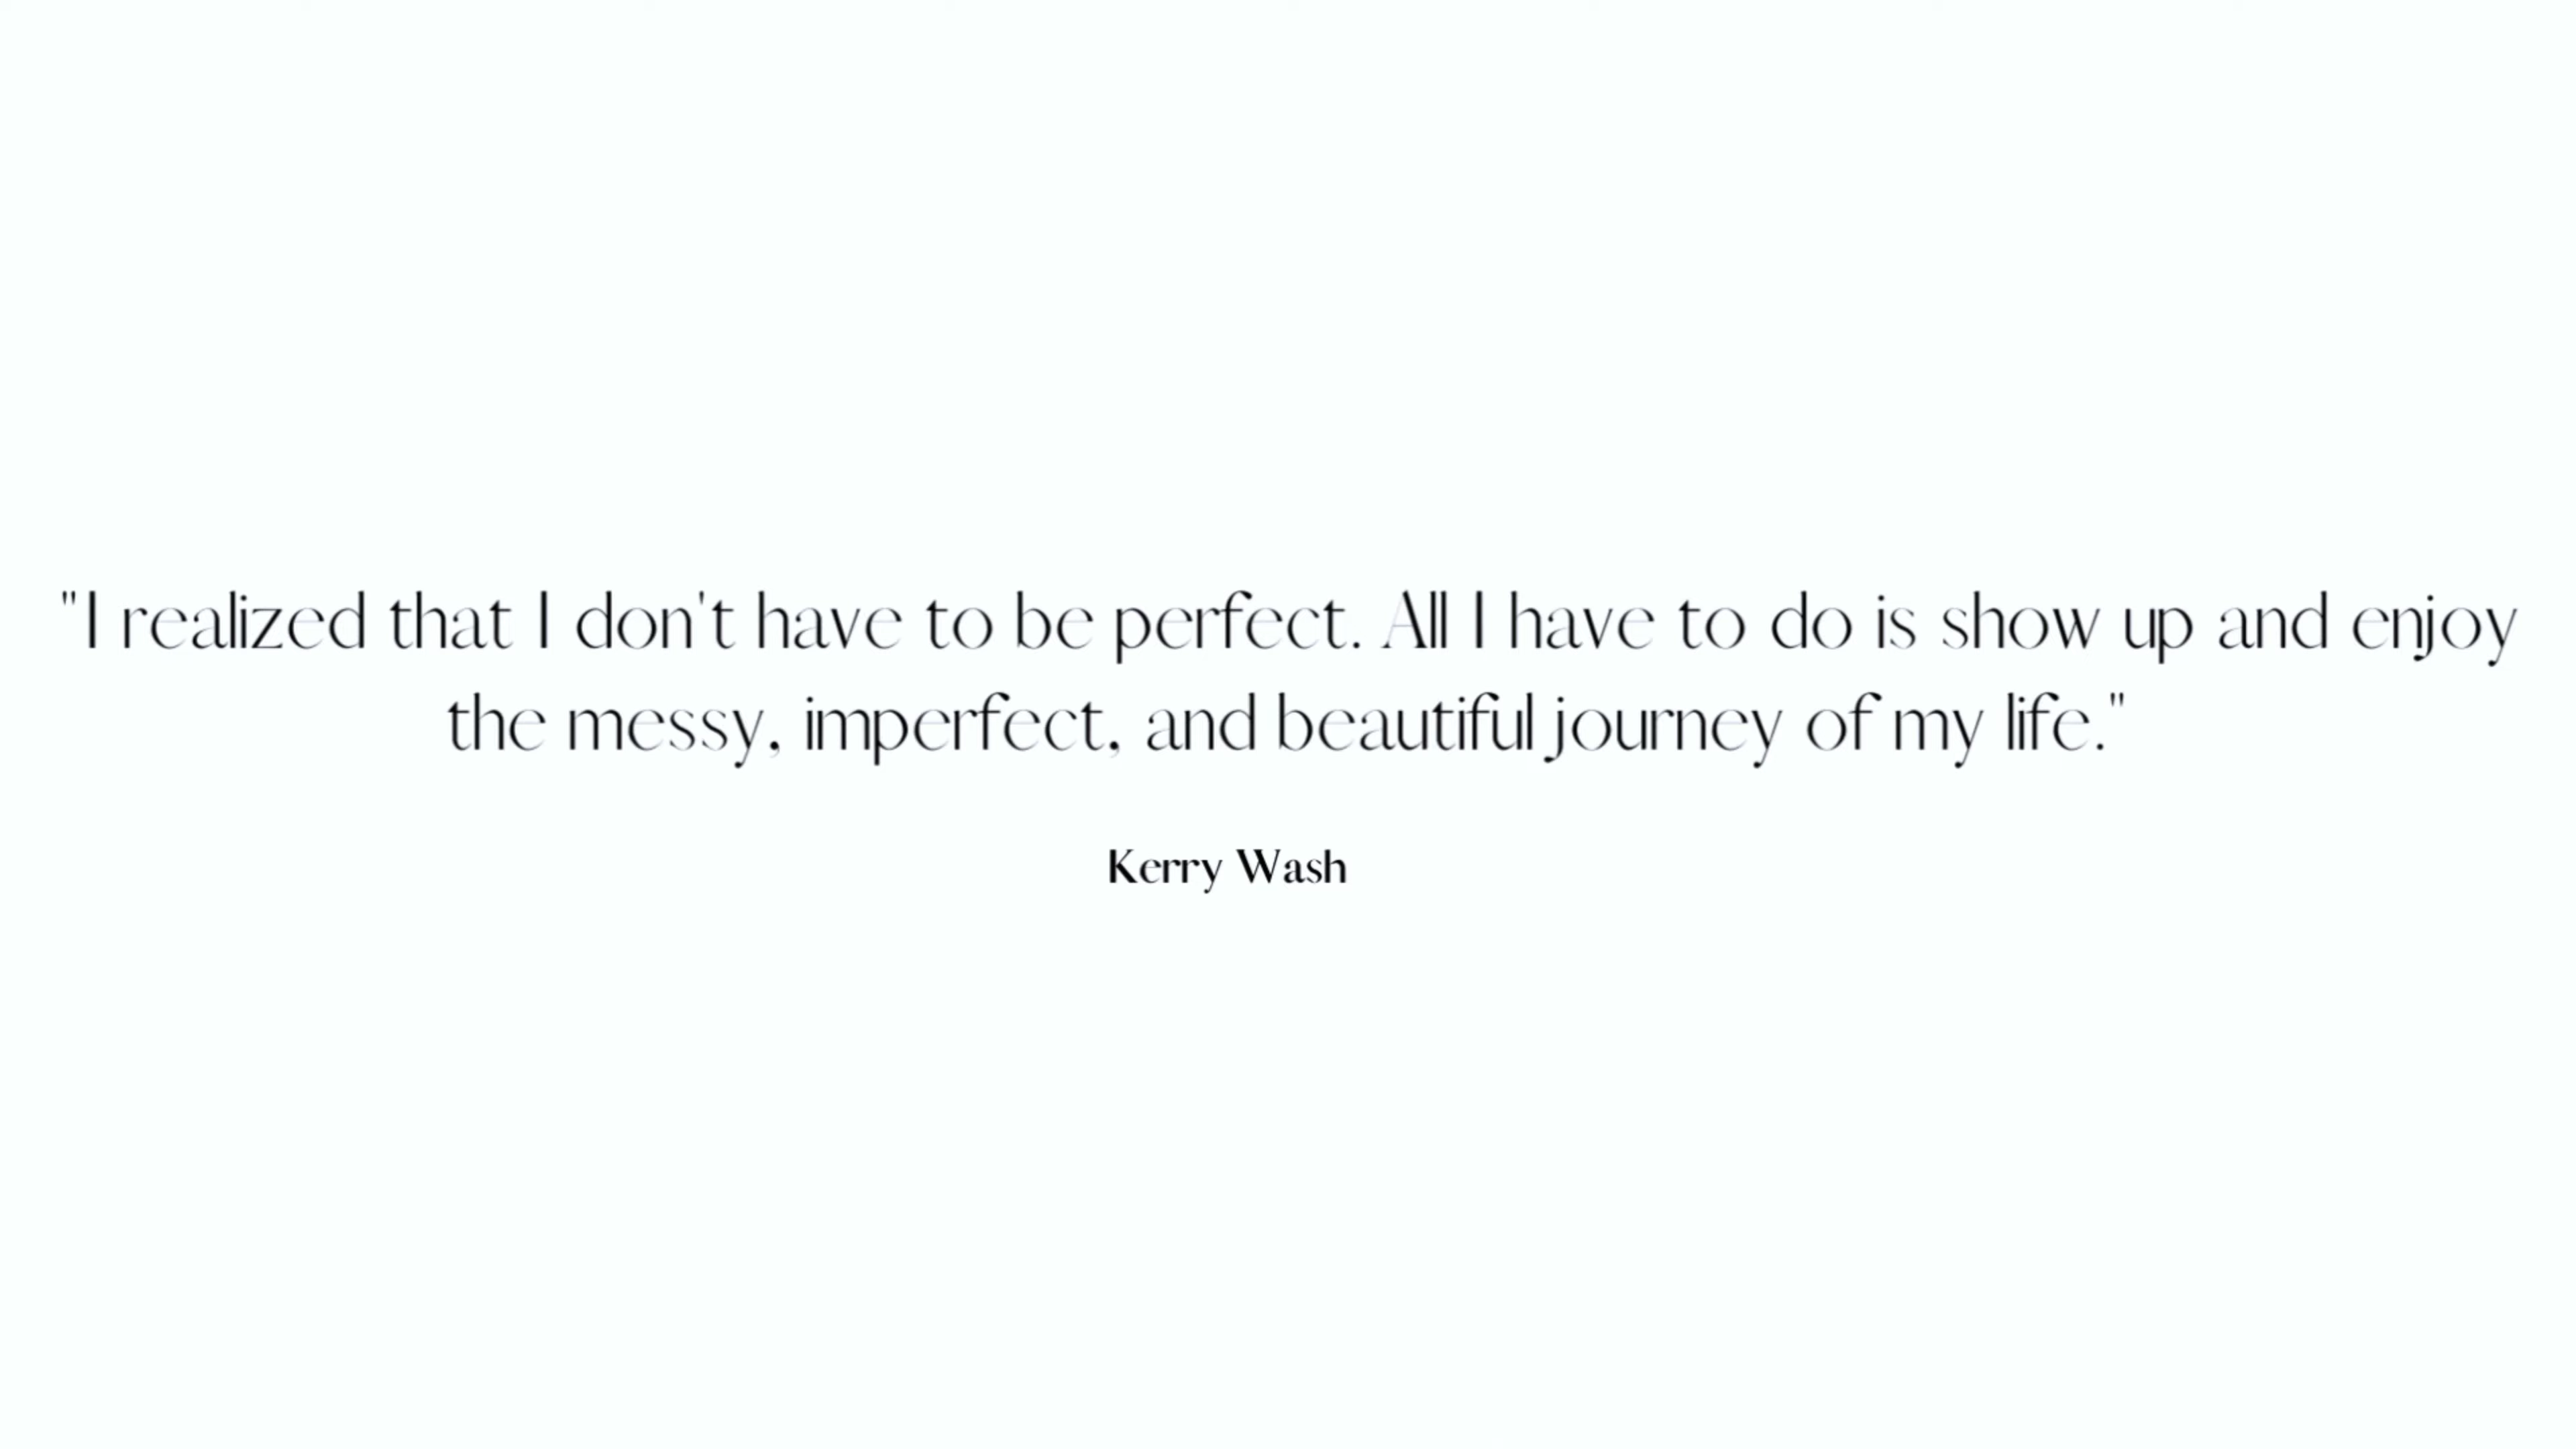 "I realized that I don't have to be perfect. All I have to do is show up and enjoy
the messy, imperfect, and beautiful journey of my life."
Kerry Wash